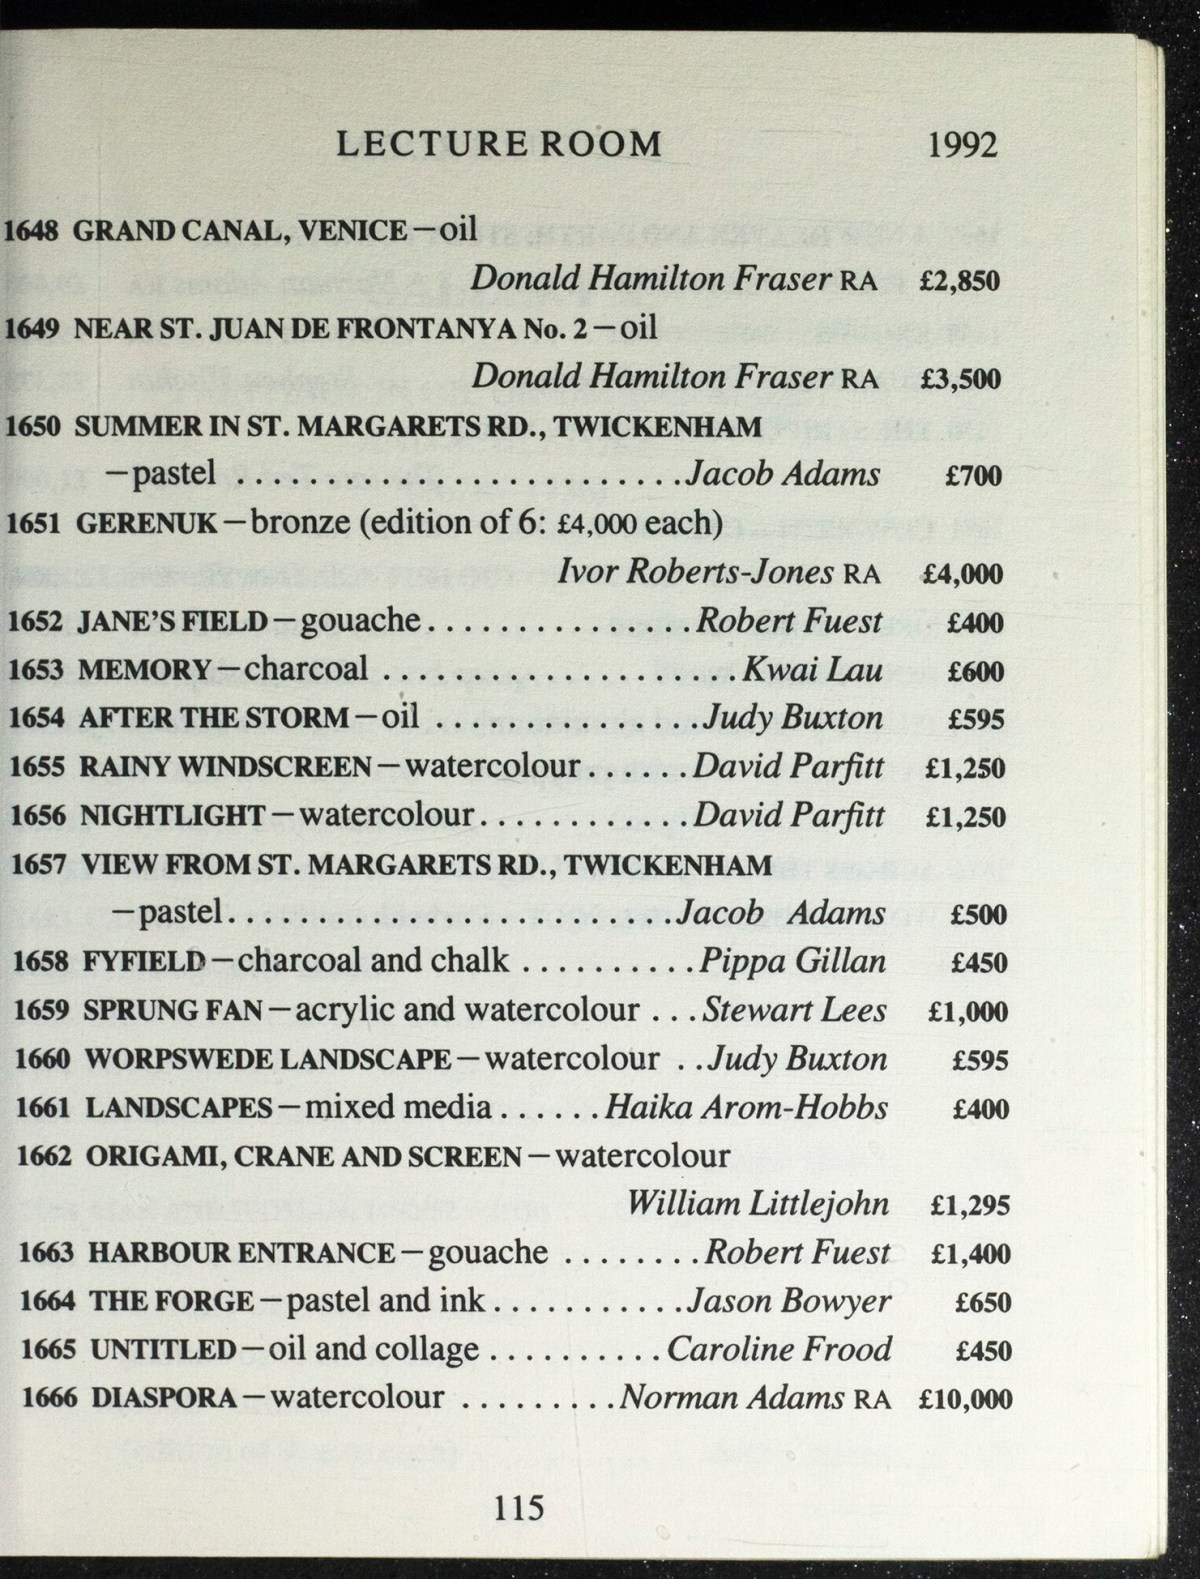 LECTURE ROOM 1992
1648 GRAND CANAL, VENICE—oil
Donald Hamilton Fraser RA £2,850
1649 NEAR ST. JUAN DE FRONTANYA No. 2—oil
Donald Hamilton Fraser RA £3,500
1650 SUMMER IN ST. MARGARETS RD., TWICKENHAM
—pastel ........................Jacob Adams £700
1651 GERENUK—bronze (edition of 6: £4,000 each)
Ivor Roberts-Jones RA £4,000
1652 JANE'S FIELD—gouache...............Robert Fuest £400
1653 MEMORY—charcoal ...................Kwai Lau £600
1654 AFTER THE STORM—oil ..............Judy Buxton £595
1655 RAINY WINDSCREEN—watercolour......David Parfitt £1,250
1656 NIGHTLIGHT—watercolour............David Parfitt £1,250
1657 VIEW FROM ST. MARGARETS RD., TWICKENHAM
—pastel........................Jacob Adams £500
1658 FYFIELD—charcoal and chalk ..........Pippa Gillan £450
1659 SPRUNG FAN—acrylic and watercolour ...Stewart Lees £1,000
1660 WORPSWEDE LANDSCAPE—watercolour ..Judy Buxton £595
1661 LANDSCAPES—mixed media......Haika Arom-Hobbs £400
1662 ORIGAMI, CRANE AND SCREEN—watercolour
William Littlejohn £1,295
1663 HARBOUR ENTRANCE—gouache ........Robert Fuest £1,400
1664 THE FORGE—pastel and ink...........Jason Bowyer £650
1665 UNTITLED—oil and collage..........Caroline Frood £450
1666 DIASPORA—watercolour .........Norman Adams RA £10,000
115